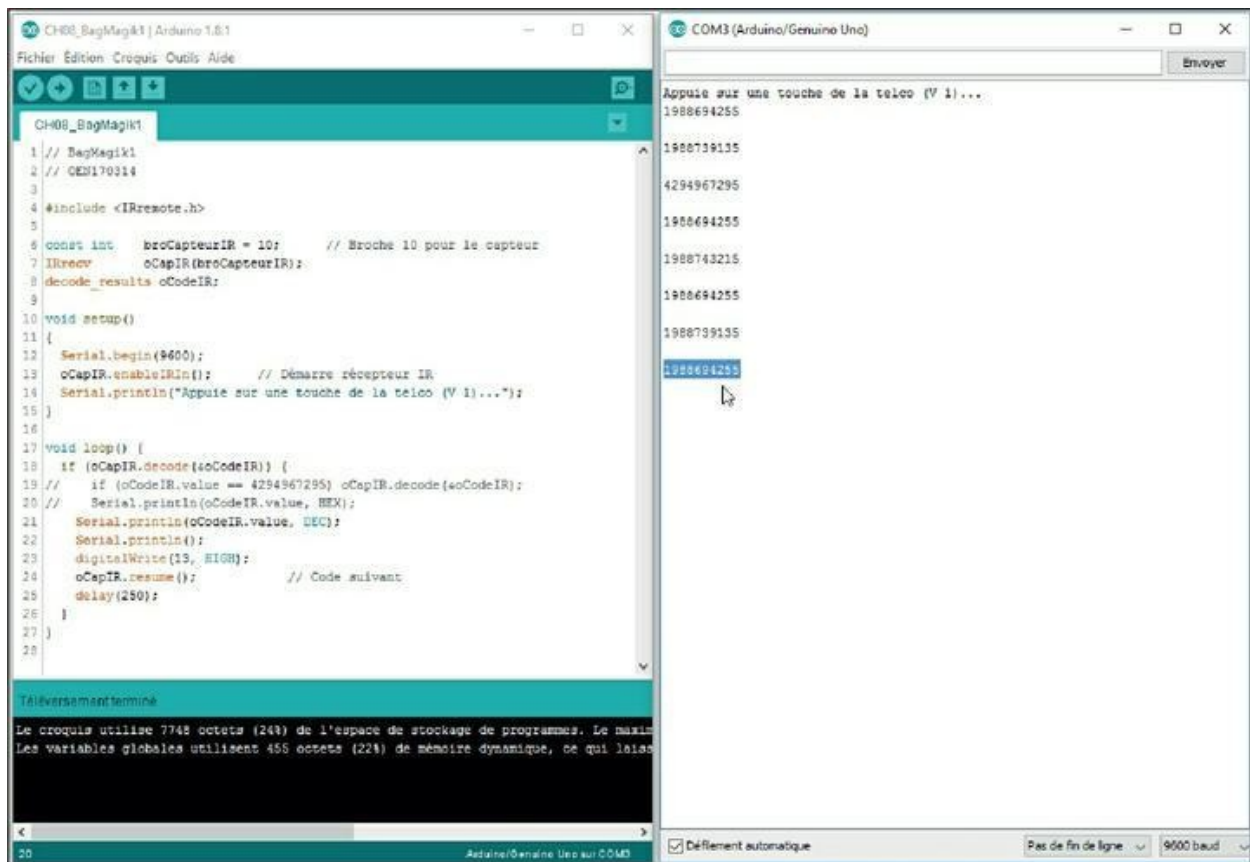 CH08_BagMagik1 | Arduino 1.8.1
Fichier Édition Croquis Outils Aide
CH08_BagMagik1
1 // BagMagik1
2 // OEN170314
3
4 #include <IRremote.h>
5
6 const int broCapteurIR = 10; // Broche 10 pour le capteur
7 IRrecv oCapIR(broCapteurIR);
8 decode_results oCodeIR;
9
10 void setup()
11 {
12 Serial.begin(9600);
13 oCapIR.enableIRIn(); // Démarre récepteur IR
14 Serial.println("Appuie sur une touche de la telco (V 1)...");
15 }
16
17 void loop() {
18 if (oCapIR.decode(&oCodeIR)) {
19 // if (oCodeIR.value == 4294967295) oCapIR.decode(&oCodeIR);
20 // Serial.println(oCodeIR.value, HEX);
21 Serial.println(oCodeIR.value, DEC);
22 Serial.println();
23 digitalWrite(13, HIGH);
24 oCapIR.resume(); // Code suivant
25 delay(250);
26 }
27 }
28
Téléversement terminé
Le croquis utilise 7748 octets (24%) de l'espace de stockage de programmes. Le maxim
Les variables globales utilisent 455 octets (22%) de mémoire dynamique, ce qui laiss
20
Arduino/Genuino Uno sur COM3
COM3 (Arduino/Genuino Uno)
Envoyer
Appuie sur une touche de la telco (V 1)...
1988694255
1988739135
4294967295
1988694255
1988743215
1988694255
1988739135
1988694255
Défilement automatique
Pas de fin de ligne
9600 baud